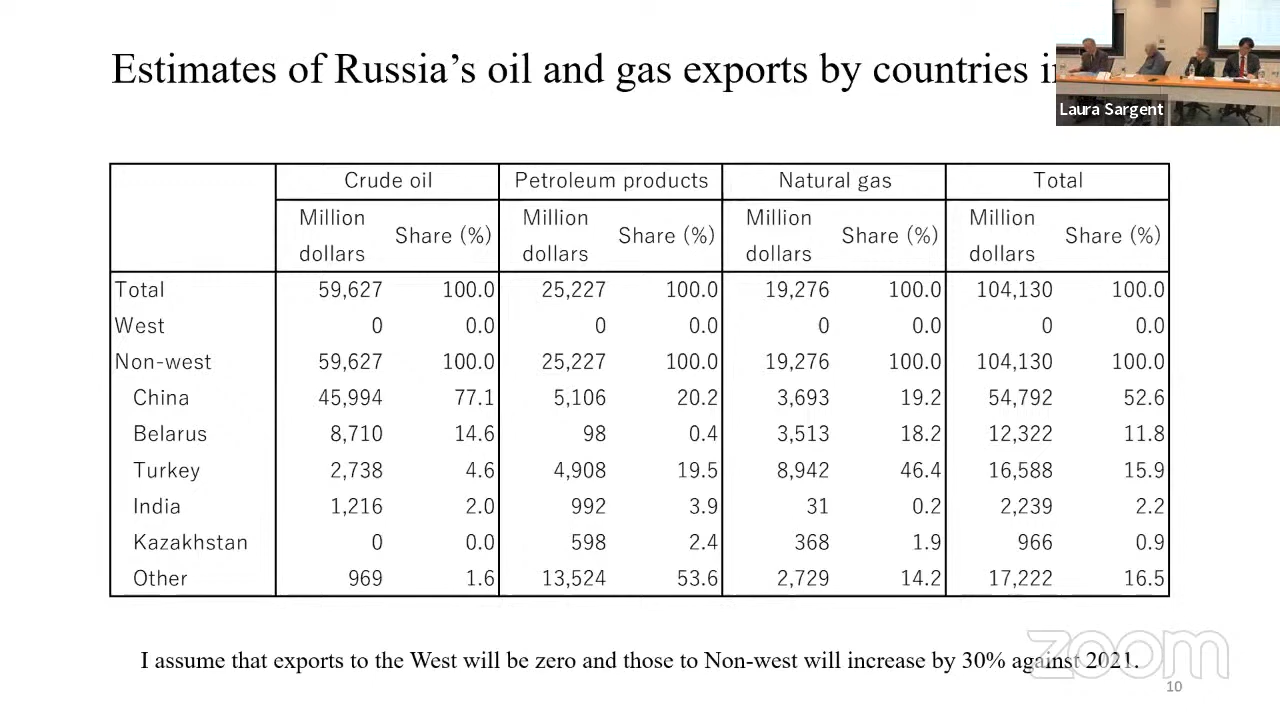 Estimates of Russia's oil and gas exports by countries i
Laura Sargent
Crude oil Petroleum products Natural gas Total
Million dollars Share (%) Million dollars Share (%) Million dollars Share (%) Million dollars Share (%)
Total 59,627 100.0 25,227 100.0 19,276 100.0 104,130 100.0
West 0 0.0 0 0.0 0 0.0 0 0.0
Non-west 59,627 100.0 25,227 100.0 19,276 100.0 104,130 100.0
China 45,994 77.1 5,106 20.2 3,693 19.2 54,792 52.6
Belarus 8,710 14.6 98 0.4 3,513 18.2 12,322 11.8
Turkey 2,738 4.6 4,908 19.5 8,942 46.4 16,588 15.9
India 1,216 2.0 992 3.9 31 0.2 2,239 2.2
Kazakhstan 0 0.0 598 2.4 368 1.9 966 0.9
Other 969 1.6 13,524 53.6 2,729 14.2 17,222 16.5
I assume that exports to the West will be zero and those to Non-west will increase by 30% against 2021.
zoom
10